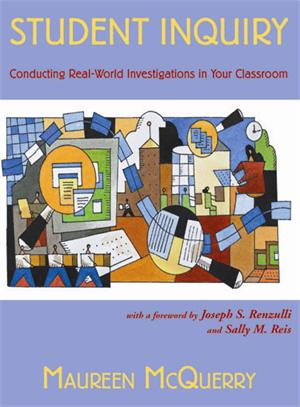 STUDENT INQUIRY
Conducting Real-World Investigations in Your Classroom
with a foreword by Joseph S. Renzulli
and Sally M. Reis
MAUREEN MCQUERRY